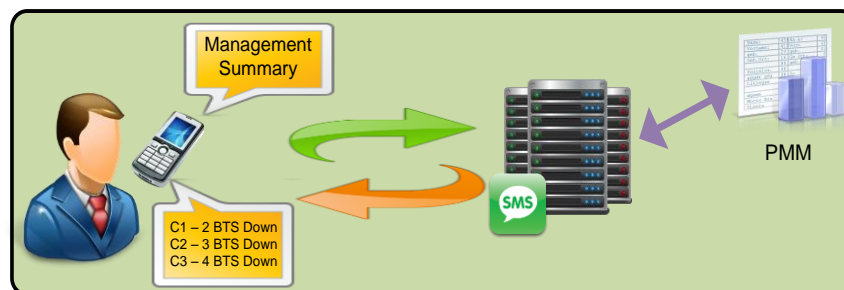 Management
Summary
C1 – 2 BTS Down
C2 – 3 BTS Down
C3 – 4 BTS Down
SMS
PMM